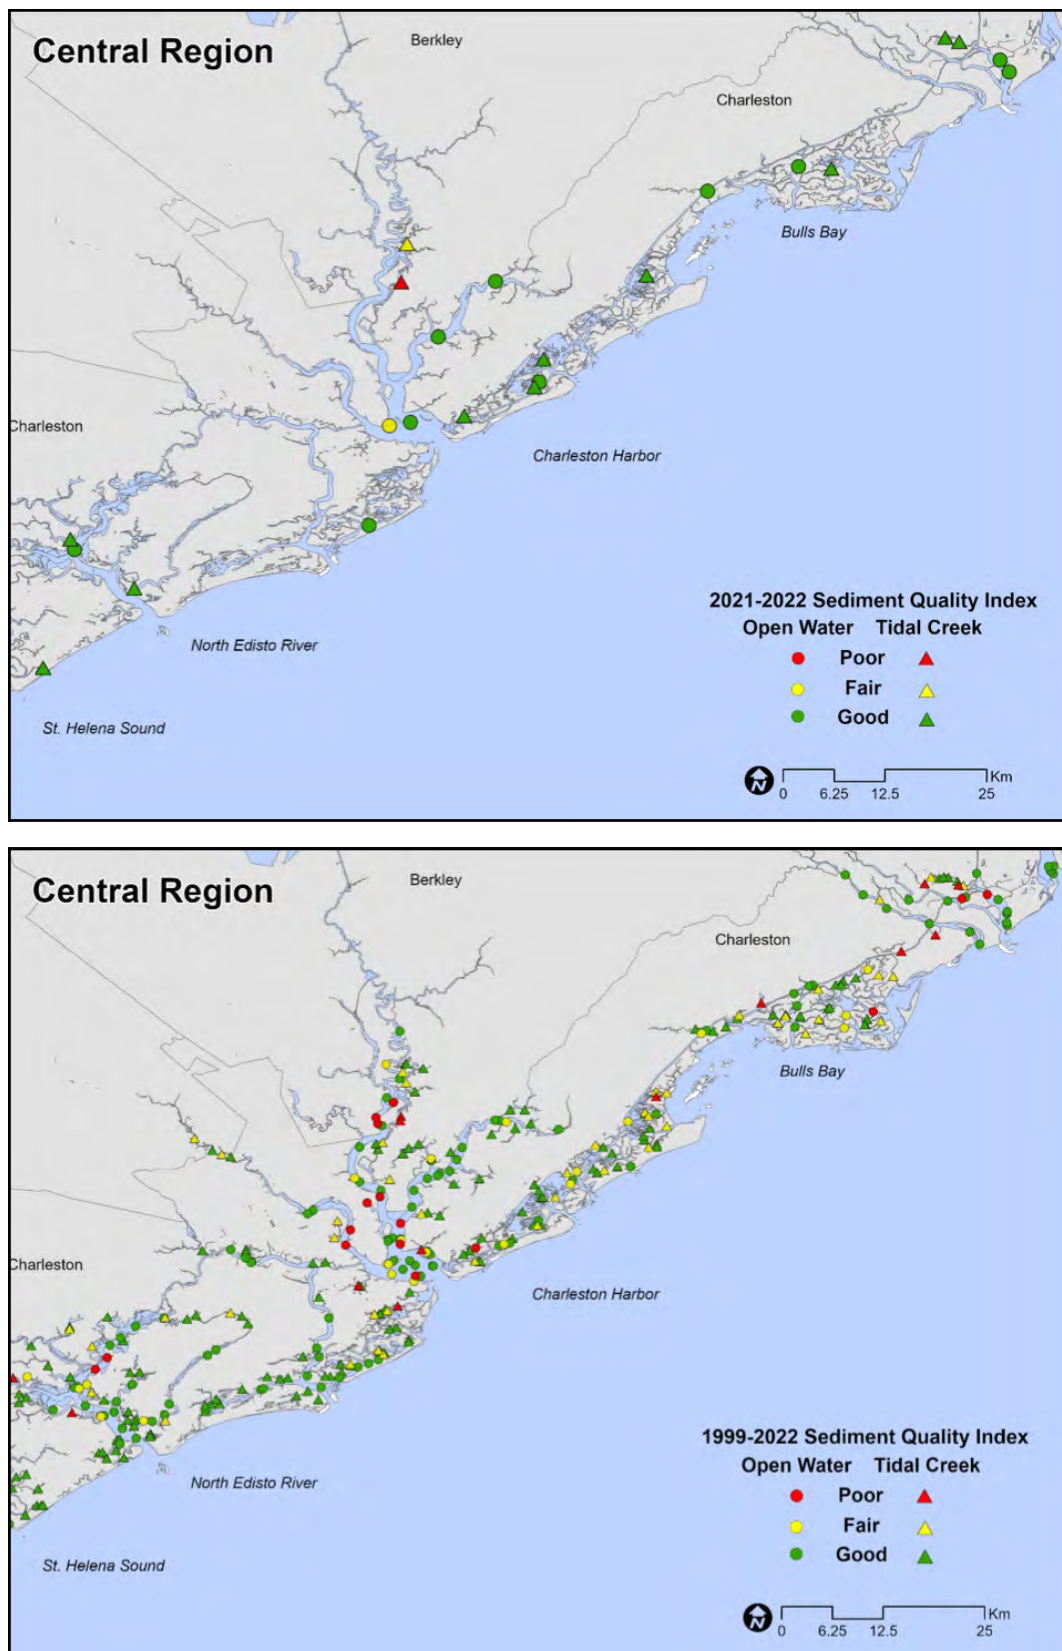 Central Region
Berkley
Charleston
Bulls Bay
Charleston
Charleston Harbor
North Edisto River
St. Helena Sound
2021-2022 Sediment Quality Index
Open Water Tidal Creek
Poor
Fair
Good
N
Km
0 6.25 12.5 25
Central Region
Berkley
Charleston
Bulls Bay
Charleston
Charleston Harbor
North Edisto River
St. Helena Sound
1999-2022 Sediment Quality Index
Open Water Tidal Creek
Poor
Fair
Good
N
Km
0 6.25 12.5 25